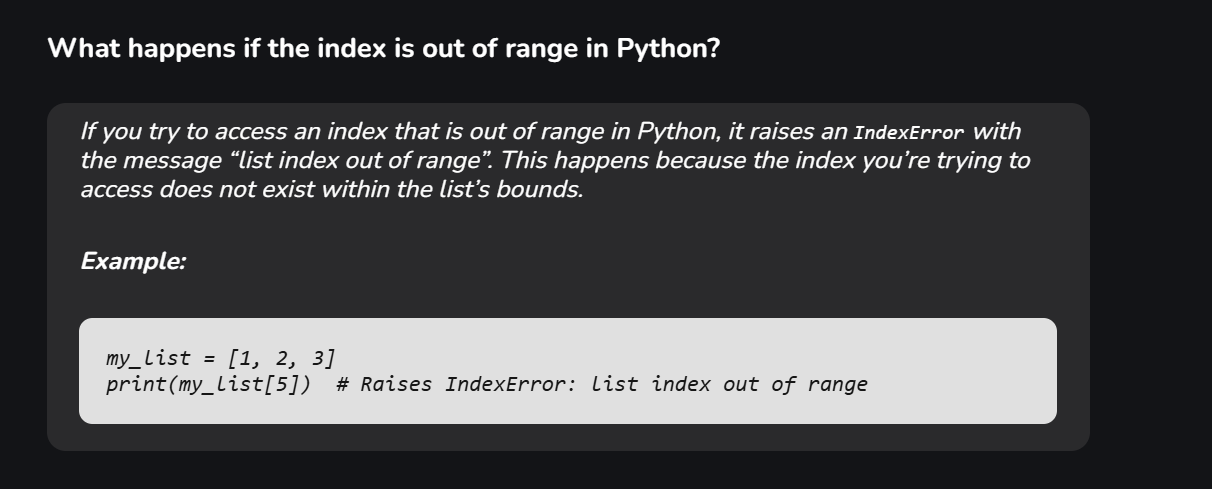 What happens if the index is out of range in Python?
If you try to access an index that is out of range in Python, it raises an IndexError with
the message “list index out of range”. This happens because the index you’re trying to
access does not exist within the list’s bounds.
Example:
my_list = [1, 2, 3]
print(my_list[5])  # Raises IndexError: list index out of range